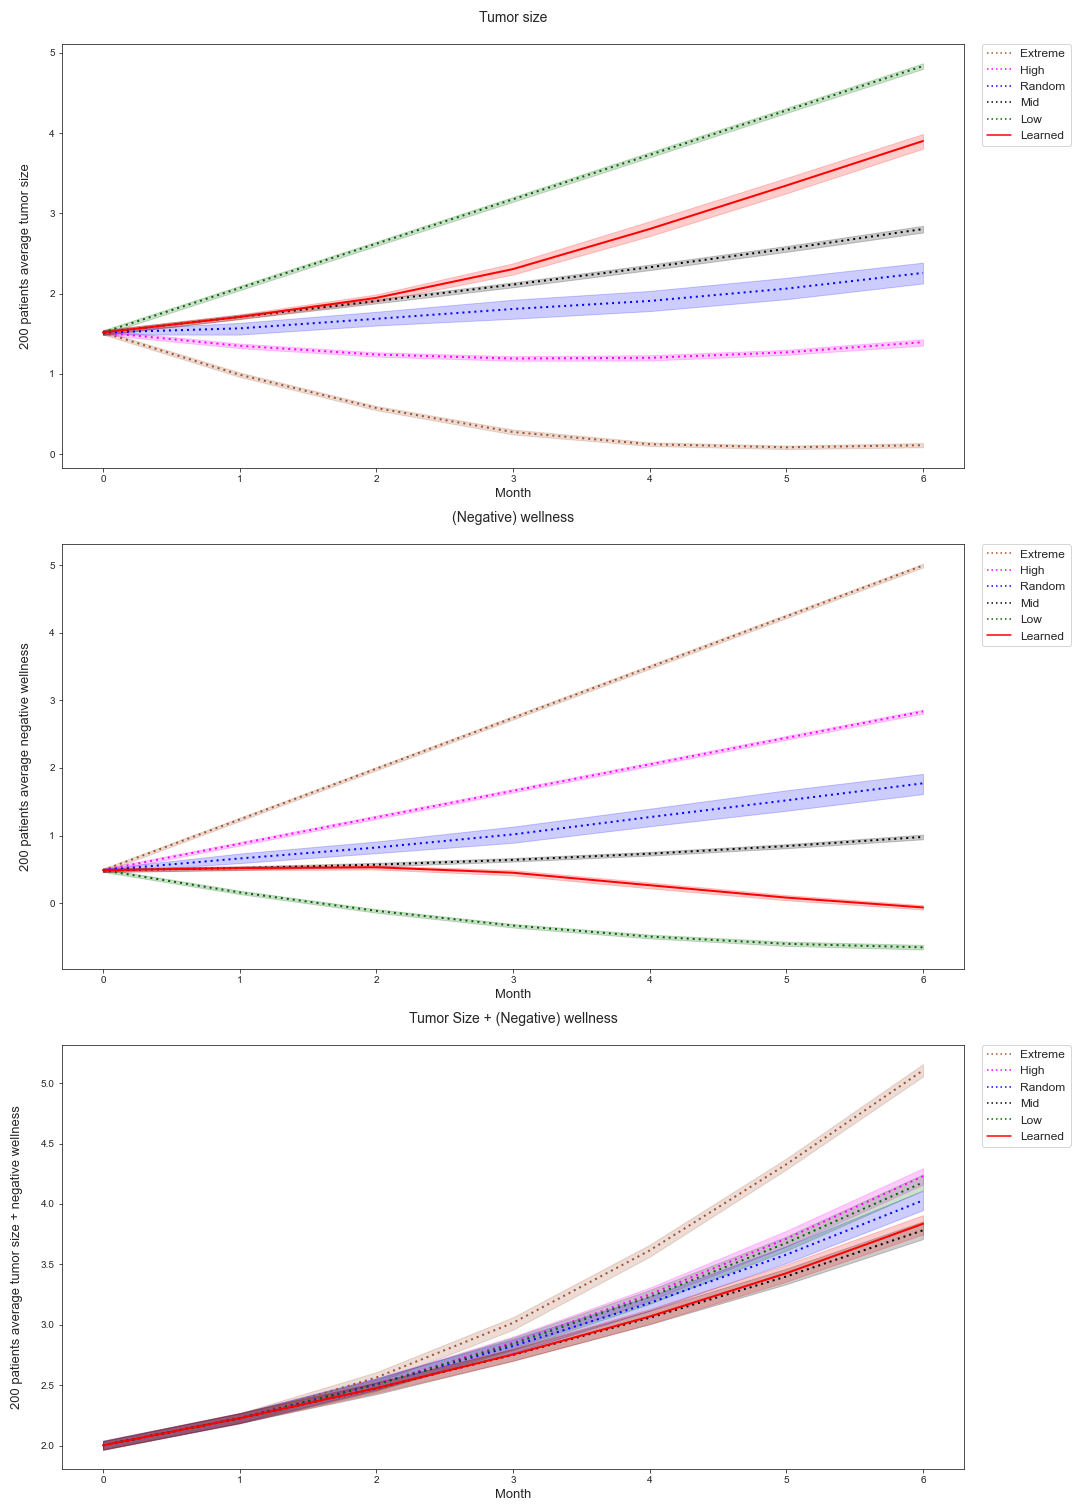 Tumor size
5
4
3
2
1
0
200 patients average tumor size
0 1 2 3 4 5 6
Month
Extreme
High
Random
Mid
Low
Learned
(Negative) wellness
5
4
3
2
1
0
200 patients average negative wellness
0 1 2 3 4 5 6
Month
Extreme
High
Random
Mid
Low
Learned
Tumor Size + (Negative) wellness
5.0
4.5
4.0
3.5
3.0
2.5
2.0
200 patients average tumor size + negative wellness
0 1 2 3 4 5 6
Month
Extreme
High
Random
Mid
Low
Learned